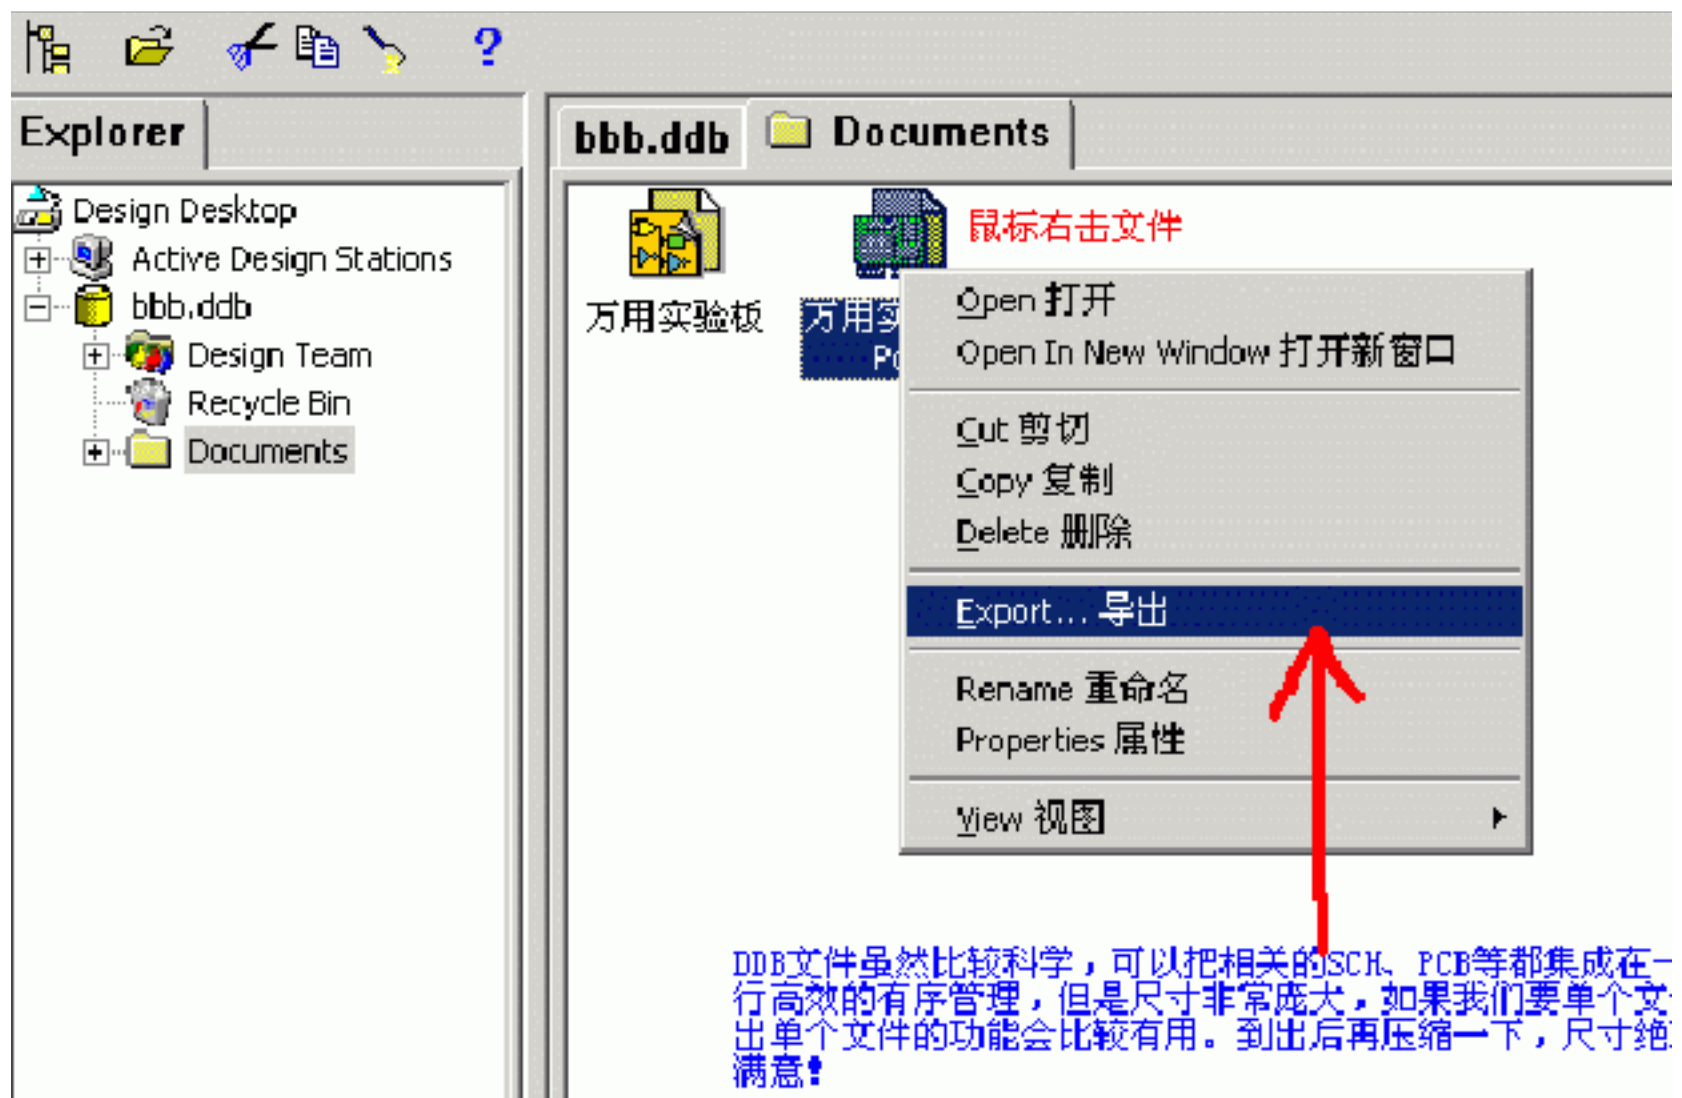 Explorer
bbb.ddb
Documents
Design Desktop
Active Design Stations
bbb.ddb
Design Team
Recycle Bin
Documents
万用实验板
万用实
鼠标右击文件
Open 打开
Open In New Window 打开新窗口
Cut 剪切
Copy 复制
Delete 删除
Export... 导出
Rename 重命名
Properties 属性
View 视图
DDB文件虽然比较科学，可以把相关的SCH、PCB等都集成在一
行高效的有序管理，但是尺寸非常庞大，如果我们要单个文
出单个文件的功能会比较有用。到出后再压缩一下，尺寸绝
满意！